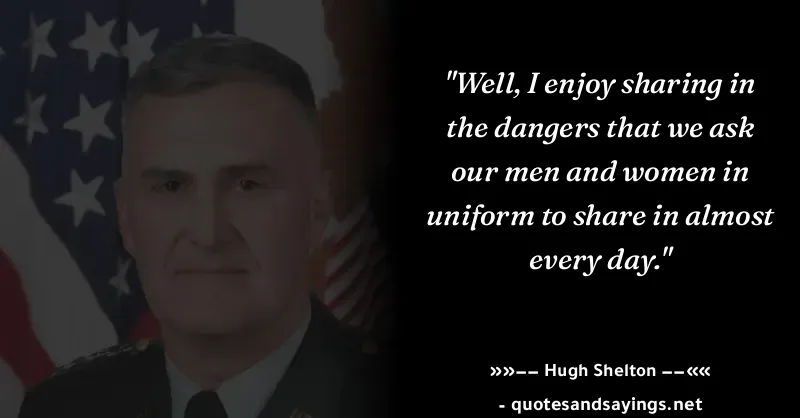 "Well, I enjoy sharing in
the dangers that we ask
our men and women in
uniform to share in almost
every day."
»»−− Hugh Shelton −−««
- quotesandsayings.net